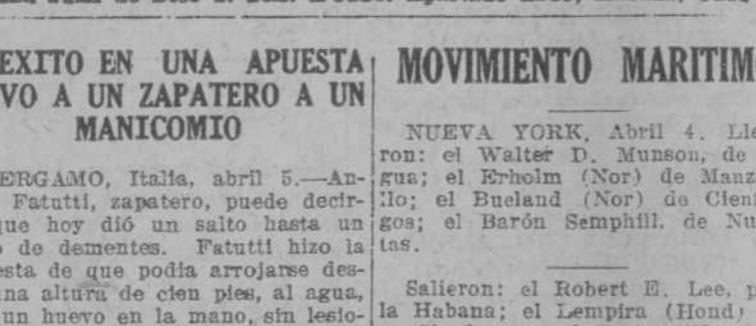 EXITO EN UNA APUESTA
VO A UN ZAPATERO A UN
MANICOMIO
ERGAMO, Italia, abril 5.—An-
Fatutti, zapatero, puede decir-
que hoy dió un salto hasta un
o de dementes. Fatutti hizo la
esta de que podia arrojarse des-
una altura de cien pies, al agua,
un huevo en la mano, sin lesio-
MOVIMIENTO MARITIMO
NUEVA YORK, Abril 4. Lle
ron: el Walter D. Munson, de
gua; el Erholm (Nor) de Manz
llo; el Bueland (Nor) de Cien
gos; el Barón Semphill, de Nu
tas.
Salieron: el Robert E. Lee, p
la Habana; el Lempira (Hond)